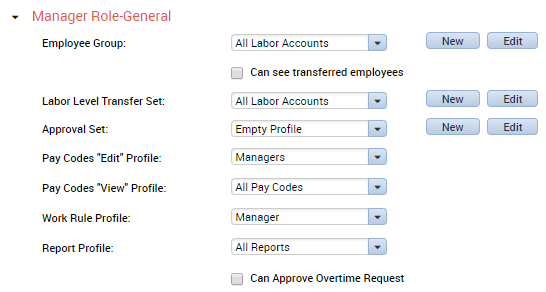 Manager Role-General
Employee Group: All Labor Accounts New Edit
Can see transferred employees
Labor Level Transfer Set: All Labor Accounts New Edit
Approval Set: Empty Profile New Edit
Pay Codes "Edit" Profile: Managers
Pay Codes "View" Profile: All Pay Codes
Work Rule Profile: Manager
Report Profile: All Reports
Can Approve Overtime Request